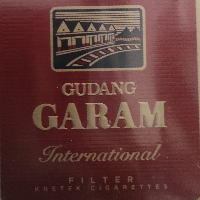 GUDANG
GARAM
International
FILTER
KRETEK CIGARETTES